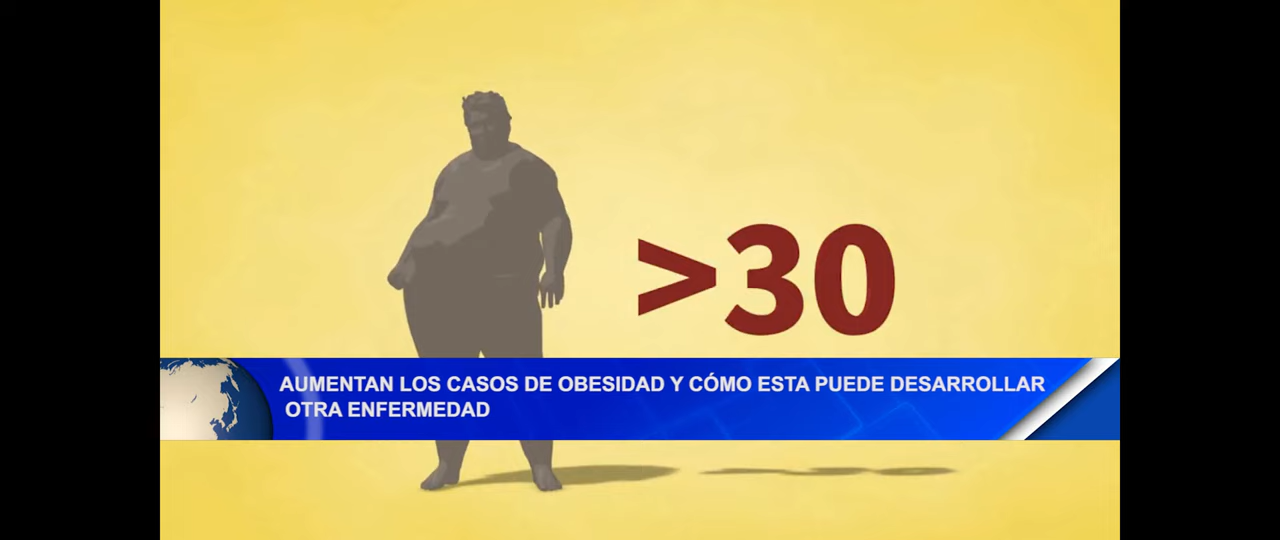 >30
AUMENTAN LOS CASOS DE OBESIDAD Y CÓMO ESTA PUEDE DESARROLLAR
OTRA ENFERMEDAD